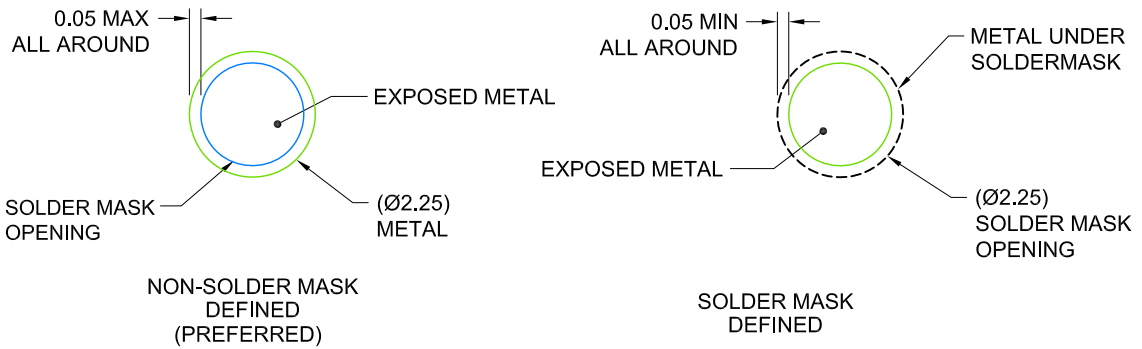 0.05 MAX
ALL AROUND
EXPOSED METAL
SOLDER MASK
OPENING
(Ø2.25)
METAL
NON-SOLDER MASK
DEFINED
(PREFERRED)
0.05 MIN
ALL AROUND
METAL UNDER
SOLDERMASK
EXPOSED METAL
(Ø2.25)
SOLDER MASK
OPENING
SOLDER MASK
DEFINED